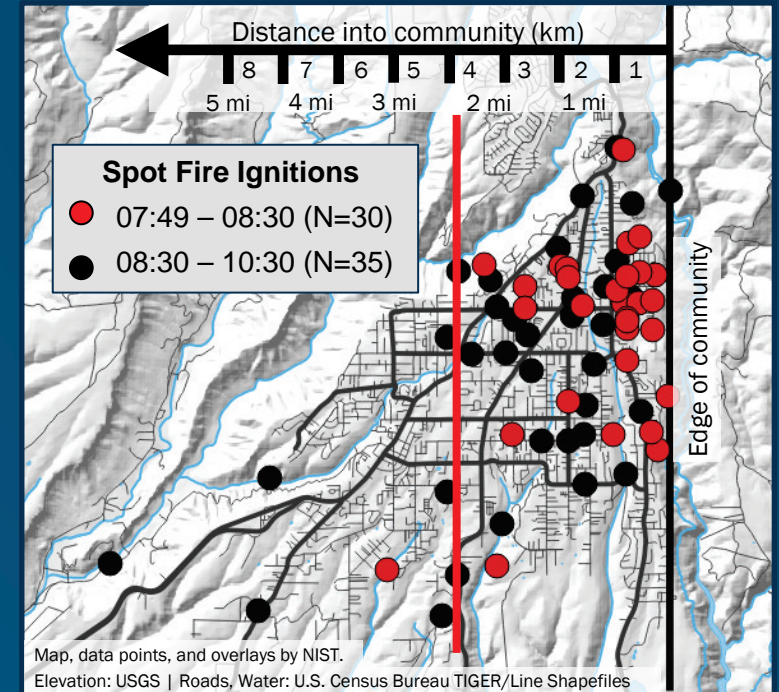 Distance into community (km)
8 7 6 5 4 3 2 1
5 mi 4 mi 3 mi 2 mi 1 mi
Spot Fire Ignitions
07:49 – 08:30 (N=30)
08:30 – 10:30 (N=35)
Edge of community
Map, data points, and overlays by NIST.
Elevation: USGS | Roads, Water: U.S. Census Bureau TIGER/Line Shapefiles